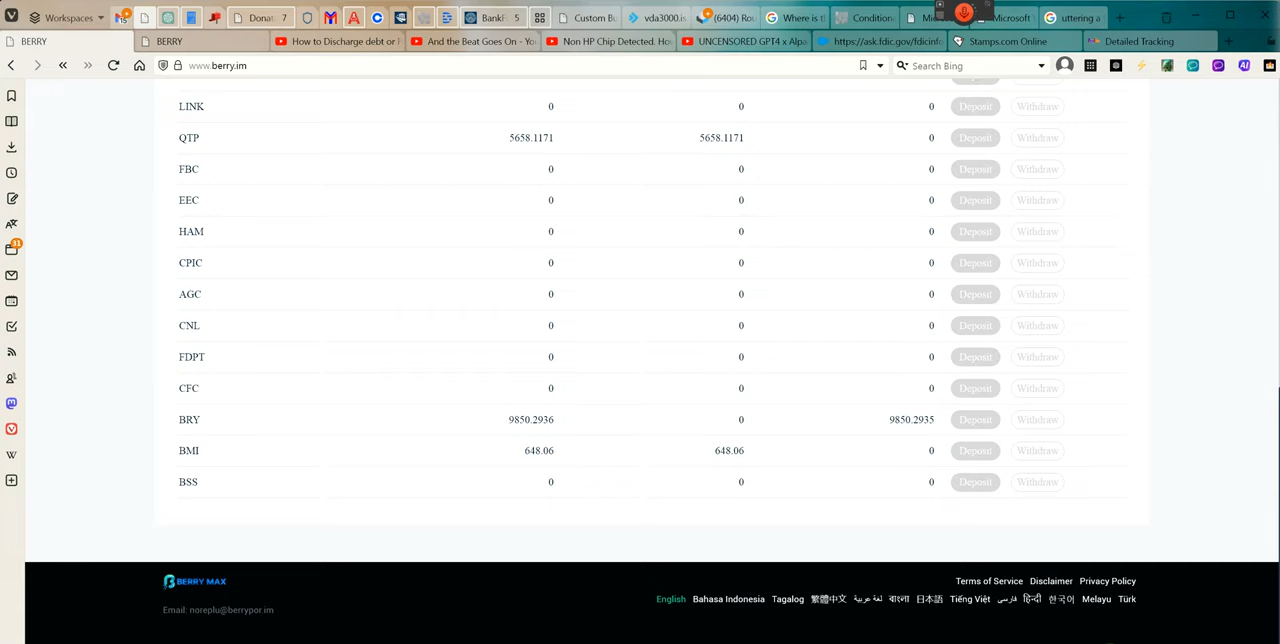 Workspaces 15 Donat 7 BankF 5 Custom Bu vda3000.is (6404) Rou Where is t Condition Mi Microsoft uttering a
BERRY BERRY How to Discharge debt or And the Beat Goes On - Yo Non HP Chip Detected. Ho UNCENSORED GPT4 x Alpa https://ask.fdic.gov/fdicinf Stamps.com Online Detailed Tracking
www.berry.im Search Bing
Deposit Withdraw
LINK 0 0 0 Deposit Withdraw
QTP 5658.1171 5658.1171 0 Deposit Withdraw
FBC 0 0 0 Deposit Withdraw
EEC 0 0 0 Deposit Withdraw
HAM 0 0 0 Deposit Withdraw
31
CPIC 0 0 0 Deposit Withdraw
AGC 0 0 0 Deposit Withdraw
CNL 0 0 0 Deposit Withdraw
FDPT 0 0 0 Deposit Withdraw
CFC 0 0 0 Deposit Withdraw
BRY 9850.2936 0 9850.2935 Deposit Withdraw
BMI 648.06 648.06 0 Deposit Withdraw
BSS 0 0 0 Deposit Withdraw
BERRY MAX Terms of Service Disclaimer Privacy Policy
English Bahasa Indonesia Tagalog 繁體中文 لغة عربية বাংলা 日本語 Tiếng Việt فارسی हिन्दी 한국어 Melayu Türk
Email: noreplu@berrypor.im